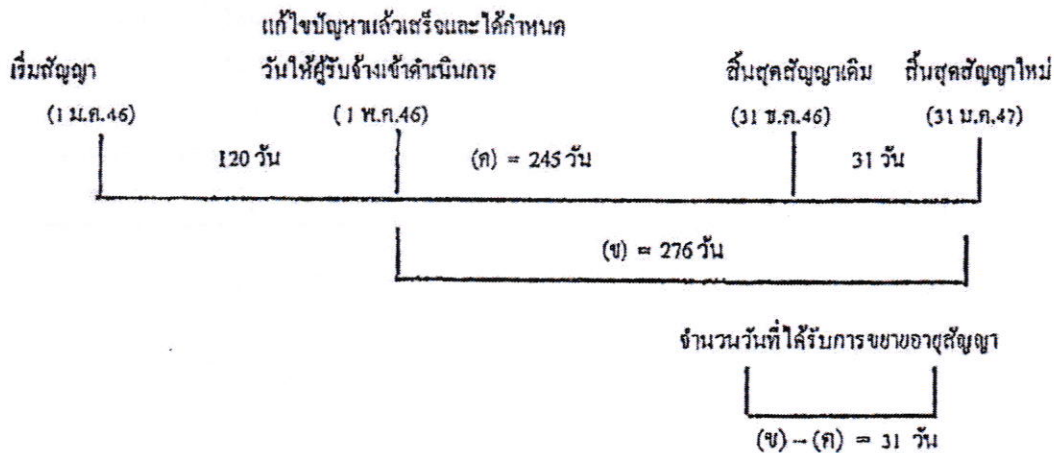 แก้ไขปัญหาแล้วเสร็จและได้กำหนด
เริ่มสัญญา วันให้ผู้รับจ้างเข้าดำเนินการ สิ้นสุดสัญญาเดิม สิ้นสุดสัญญาใหม่
(1 ม.ค.46) (1 พ.ค.46) (31 ธ.ค.46) (31 ม.ค.47)
120 วัน (ค) = 245 วัน 31 วัน
(ข) = 276 วัน
จำนวนวันที่ได้รับการขยายอายุสัญญา
(ข) – (ค) = 31 วัน